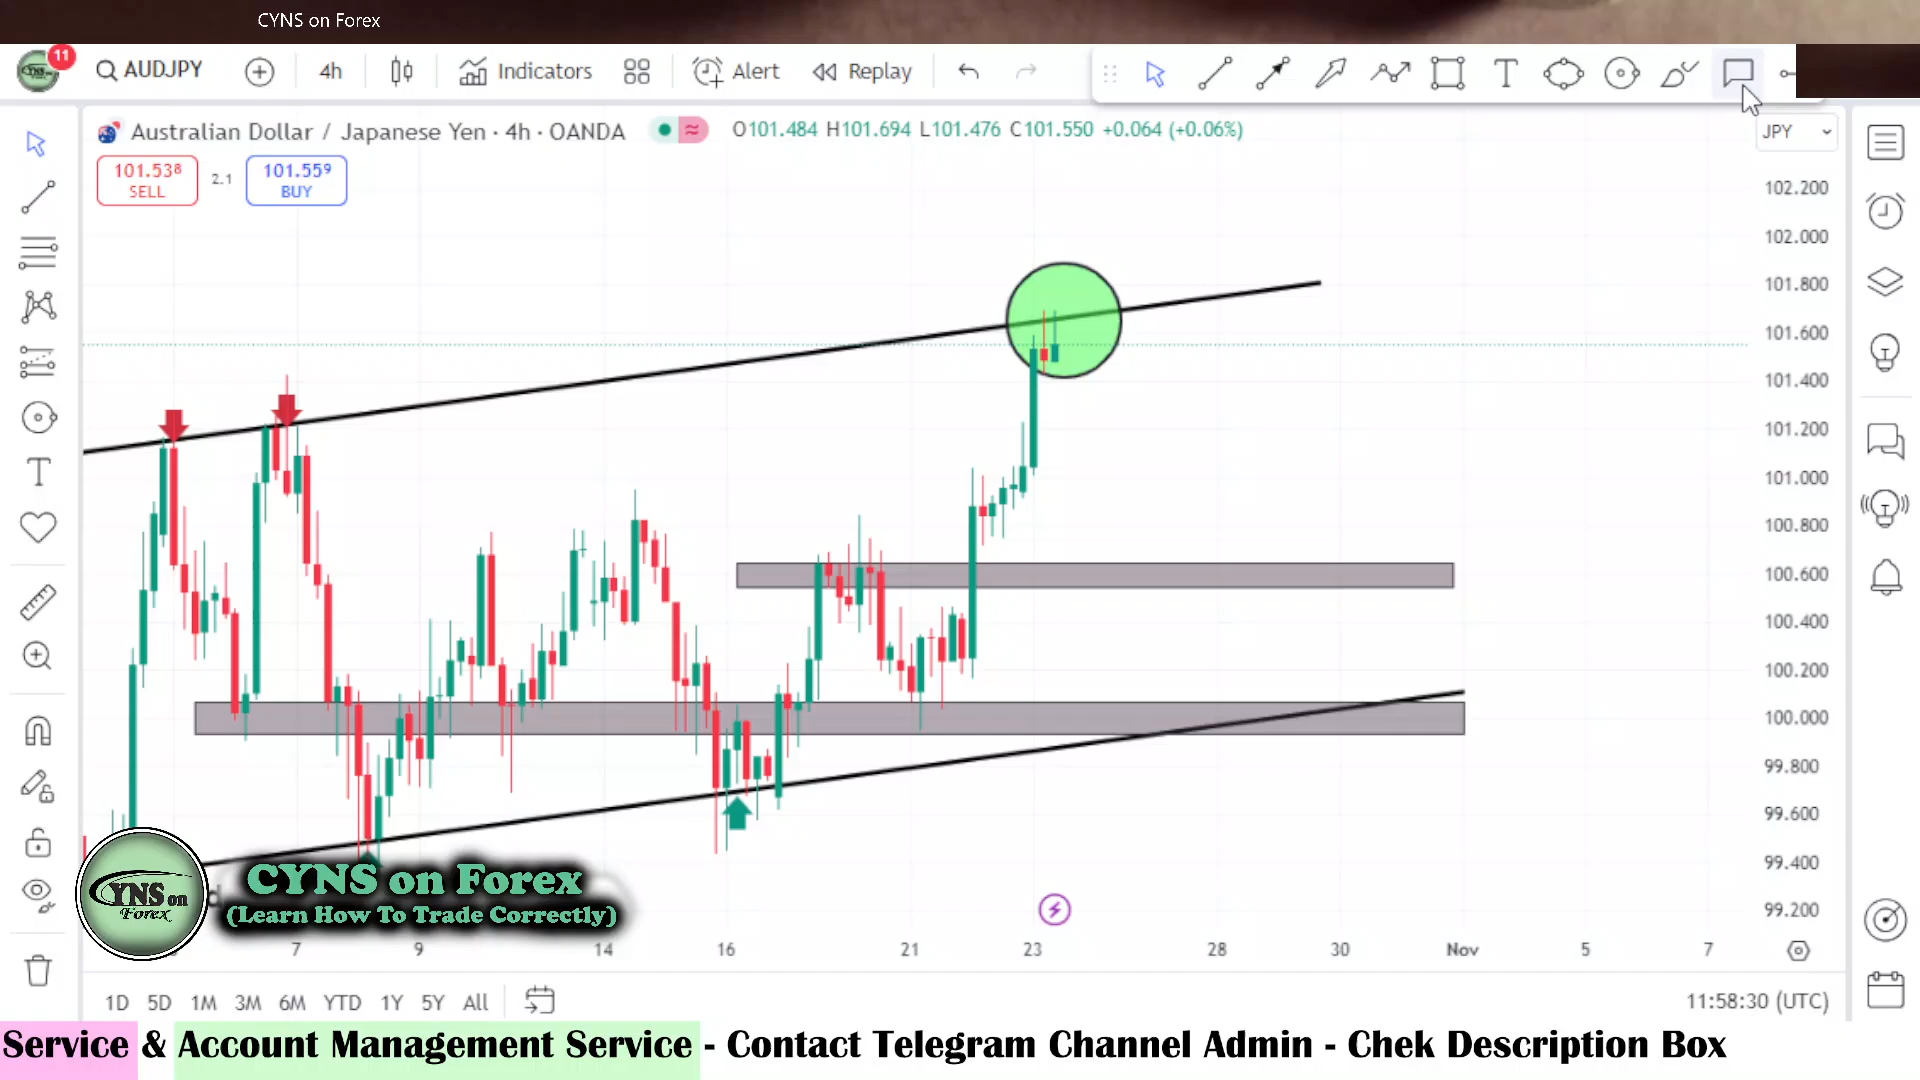 CYNS on Forex
11
AUDJPY
4h
Indicators
Alert
Replay
Australian Dollar / Japanese Yen · 4h · OANDA
O101.484 H101.694 L101.476 C101.550 +0.064 (+0.06%)
JPY
101.538
SELL
2.1
101.559
BUY
102.200
102.000
101.800
101.600
101.400
101.200
101.000
100.800
100.600
100.400
100.200
100.000
99.800
99.600
99.400
99.200
CYNS on Forex
(Learn How To Trade Correctly)
CYNS on
Forex
7 9 14 16 21 23 28 30 Nov 5 7
1D 5D 1M 3M 6M YTD 1Y 5Y All
11:58:30 (UTC)
Service & Account Management Service - Contact Telegram Channel Admin - Chek Description Box